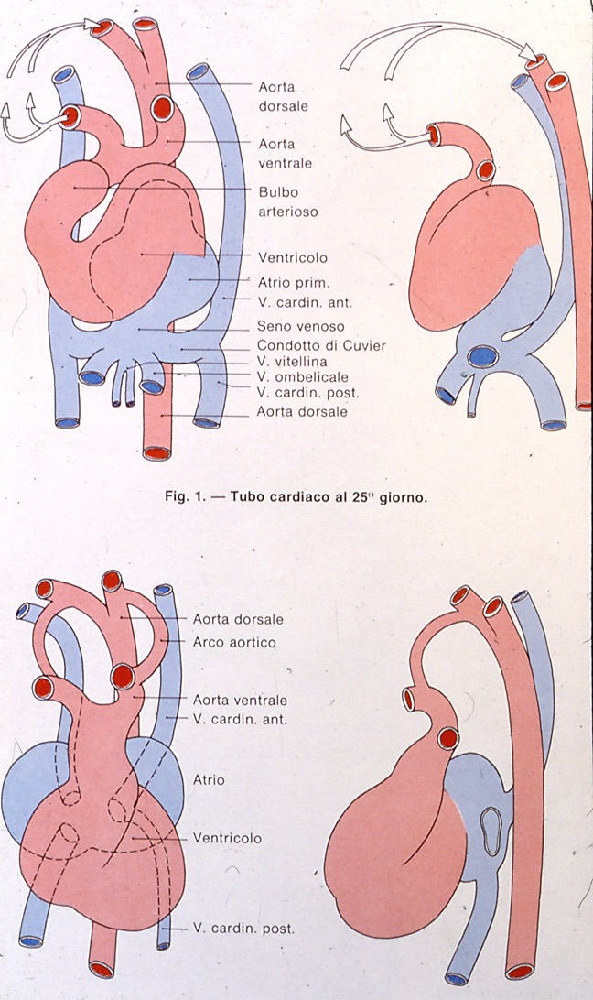 Aorta
dorsale
Aorta
ventrale
Bulbo
arterioso
Ventricolo
Atrio prim.
V. cardin. ant.
Seno venoso
Condotto di Cuvier
V. vitellina
V. ombelicale
V. cardin. post.
Aorta dorsale
Fig. 1. — Tubo cardiaco al 25º giorno.
Aorta dorsale
Arco aortico
Aorta ventrale
V. cardin. ant.
Atrio
Ventricolo
V. cardin. post.